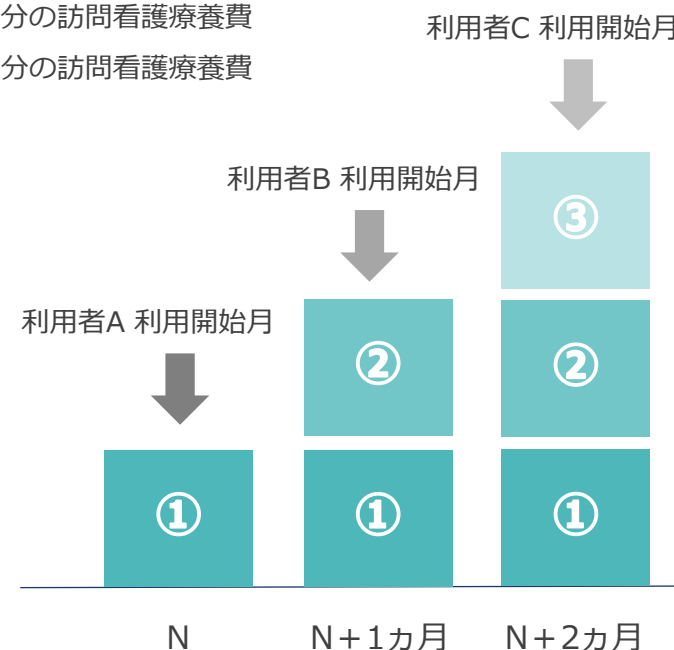 分の訪問看護療養費
分の訪問看護療養費
利用者C 利用開始月
利用者B 利用開始月
利用者A 利用開始月
③
② ②
① ① ①
N N+1ヵ月 N+2ヵ月